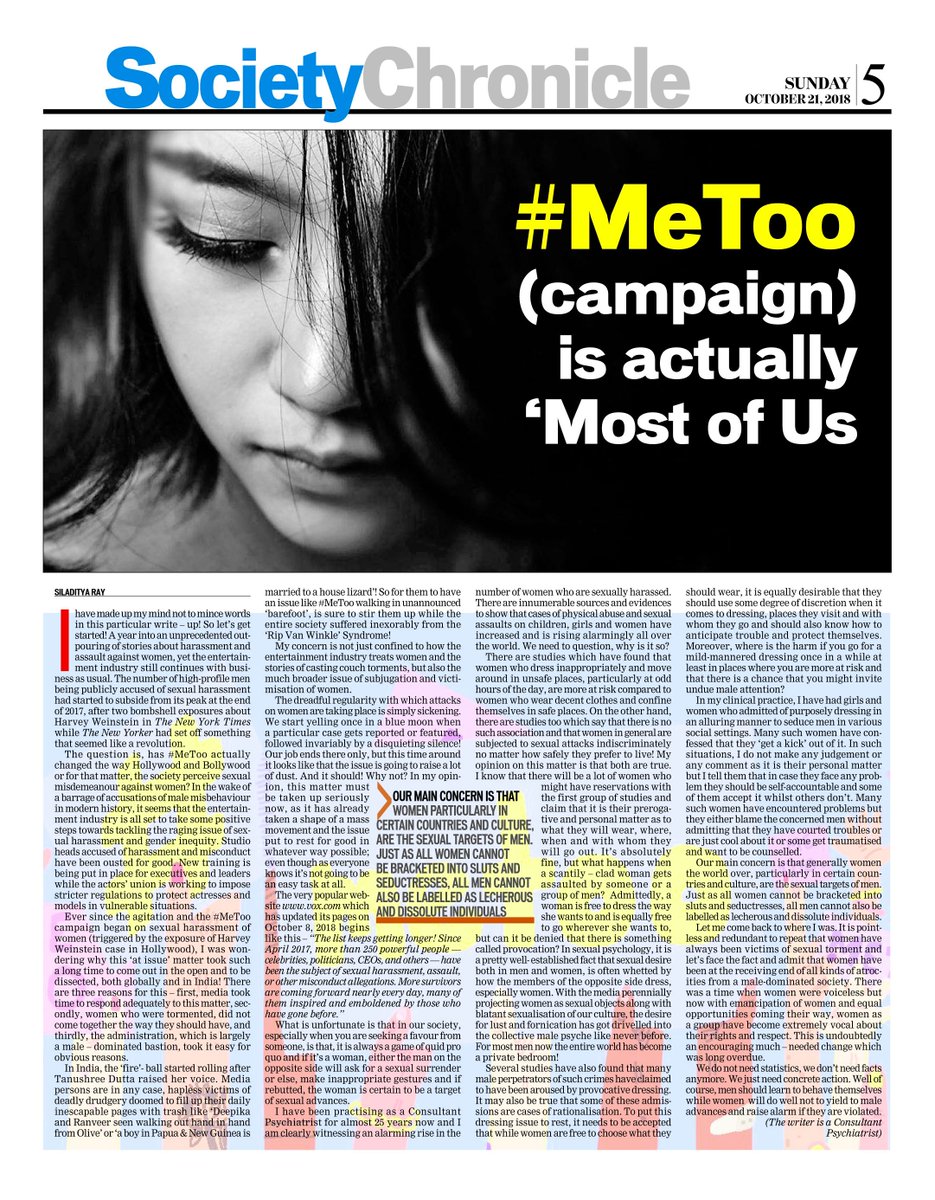 SocietyChronicle
SUNDAY
OCTOBER 21, 2018
5
#MeToo
(campaign)
is actually
‘Most of Us
SILADITYA RAY
I have made up my mind not to mince words
in this particular write – up! So let’s get
started! A year into an unprecedented out-
pouring of stories about harassment and
assault against women, yet the entertain-
ment industry still continues with busi-
ness as usual. The number of high-profile men
being publicly accused of sexual harassment
had started to subside from its peak at the end
of 2017, after two bombshell exposures about
Harvey Weinstein in The New York Times
while The New Yorker had set off something
that seemed like a revolution.
The question is, has #MeToo actually
changed the way Hollywood and Bollywood
or for that matter, the society perceive sexual
misdemeanour against women? In the wake of
a barrage of accusations of male misbehaviour
in modern history, it seems that the entertain-
ment industry is all set to take some positive
steps towards tackling the raging issue of sex-
ual harassment and gender inequity. Studio
heads accused of harassment and misconduct
have been ousted for good. New training is
being put in place for executives and leaders
while the actors’ union is working to impose
stricter regulations to protect actresses and
models in vulnerable situations.
Ever since the agitation and the #MeToo
campaign began on sexual harassment of
women (triggered by the exposure of Harvey
Weinstein case in Hollywood), I was won-
dering why this ‘at issue’ matter took such
a long time to come out in the open and to be
dissected, both globally and in India! There
are three reasons for this – first, media took
time to respond adequately to this matter, sec-
ondly, women who were tormented, did not
come together the way they should have, and
thirdly, the administration, which is largely
a male – dominated bastion, took it easy for
obvious reasons.
In India, the ‘fire’- ball started rolling after
Tanushree Dutta raised her voice. Media
persons are in any case, hapless victims of
deadly drudgery doomed to fill up their daily
inescapable pages with trash like ‘Deepika
and Ranveer seen walking out hand in hand
from Olive’ or ‘a boy in Papua & New Guinea is
married to a house lizard’! So for them to have
an issue like #MeToo walking in unannounced
‘barefoot’, is sure to stir them up while the
entire society suffered inexorably from the
‘Rip Van Winkle’ Syndrome!
My concern is not just confined to how the
entertainment industry treats women and the
stories of casting couch torments, but also the
much broader issue of subjugation and victi-
misation of women.
The dreadful regularity with which attacks
on women are taking place is simply sickening.
We start yelling once in a blue moon when
a particular case gets reported or featured,
followed invariably by a disquieting silence!
Our job ends there only, but this time around
it looks like that the issue is going to raise a lot
of dust. And it should! Why not? In my opin-
ion, this matter must
be taken up seriously
now, as it has already
taken a shape of a mass
movement and the issue
put to rest for good in
whatever way possible;
even though as everyone
knows it’s not going to be
an easy task at all.
The very popular web-
site www.vox.com which
has updated its pages on
October 8, 2018 begins
like this – “The list keeps getting longer! Since
April 2017, more than 250 powerful people —
celebrities, politicians, CEOs, and others — have
been the subject of sexual harassment, assault,
or other misconduct allegations. More survivors
are coming forward nearly every day, many of
them inspired and emboldened by those who
have gone before.”
What is unfortunate is that in our society,
especially when you are seeking a favour from
someone, is that, it is always a game of quid pro
quo and if it’s a woman, either the man on the
opposite side will ask for a sexual surrender
or else, make inappropriate gestures and if
rebutted, the woman is certain to be a target
of sexual advances.
I have been practising as a Consultant
Psychiatrist for almost 25 years now and I
am clearly witnessing an alarming rise in the
OUR MAIN CONCERN IS THAT
WOMEN PARTICULARLY IN
CERTAIN COUNTRIES AND CULTURE,
ARE THE SEXUAL TARGETS OF MEN.
JUST AS ALL WOMEN CANNOT
BE BRACKETED INTO SLUTS AND
SEDUCTRESSES, ALL MEN CANNOT
ALSO BE LABELLED AS LECHEROUS
AND DISSOLUTE INDIVIDUALS
number of women who are sexually harassed.
There are innumerable sources and evidences
to show that cases of physical abuse and sexual
assaults on children, girls and women have
increased and is rising alarmingly all over
the world. We need to question, why is it so?
There are studies which have found that
women who dress inappropriately and move
around in unsafe places, particularly at odd
hours of the day, are more at risk compared to
women who wear decent clothes and confine
themselves in safe places. On the other hand,
there are studies too which say that there is no
such association and that women in general are
subjected to sexual attacks indiscriminately
no matter how safely they prefer to live! My
opinion on this matter is that both are true.
I know that there will be a lot of women who
might have reservations with
the first group of studies and
claim that it is their preroga-
tive and personal matter as to
what they will wear, where,
when and with whom they
will go out. It’s absolutely
fine, but what happens when
a scantily – clad woman gets
assaulted by someone or a
group of men? Admittedly, a
woman is free to dress the way
she wants to and is equally free
to go wherever she wants to,
but can it be denied that there is something
called provocation? In sexual psychology, it is
a pretty well-established fact that sexual desire
both in men and women, is often whetted by
how the members of the opposite side dress,
especially women. With the media perennially
projecting women as sexual objects along with
blatant sexualisation of our culture, the desire
for lust and fornication has got drivelled into
the collective male psyche like never before.
For most men now the entire world has become
a private bedroom!
Several studies have also found that many
male perpetrators of such crimes have claimed
to have been aroused by provocative dressing.
It may also be true that some of these admis-
sions are cases of rationalisation. To put this
dressing issue to rest, it needs to be accepted
that while women are free to choose what they
should wear, it is equally desirable that they
should use some degree of discretion when it
comes to dressing, places they visit and with
whom they go and should also know how to
anticipate trouble and protect themselves.
Moreover, where is the harm if you go for a
mild-mannered dressing once in a while at
least in places where you are more at risk and
that there is a chance that you might invite
undue male attention?
In my clinical practice, I have had girls and
women who admitted of purposely dressing in
an alluring manner to seduce men in various
social settings. Many such women have con-
fessed that they ‘get a kick’ out of it. In such
situations, I do not make any judgement or
any comment as it is their personal matter
but I tell them that in case they face any prob-
lem they should be self-accountable and some
of them accept it whilst others don’t. Many
such women have encountered problems but
they either blame the concerned men without
admitting that they had courted troubles or
are just cool about it or some get traumatised
and want to be counselled.
Our main concern is that generally women
the world over, particularly in certain coun-
tries and culture, are the sexual targets of men.
Just as all women cannot be bracketed into
sluts and seductresses, all men cannot also be
labelled as lecherous and dissolute individuals.
Let me come back to where I was. It is point-
less and redundant to repeat that women have
always been victims of sexual torment and
let’s face the fact and admit that women have
been at the receiving end of all kinds of atroc-
ities from a male-dominated society. There
was a time when women were voiceless but
now with emancipation of women and equal
opportunities coming their way, women as
a group have become extremely vocal about
their rights and respect. This is undoubtedly
an encouraging much – needed change which
was long overdue.
We do not need statistics, we don’t need facts
anymore. We just need concrete action. Well of
course, men should learn to behave themselves
while women will do well not to yield to male
advances and raise alarm if they are violated.
(The writer is a Consultant
Psychiatrist)